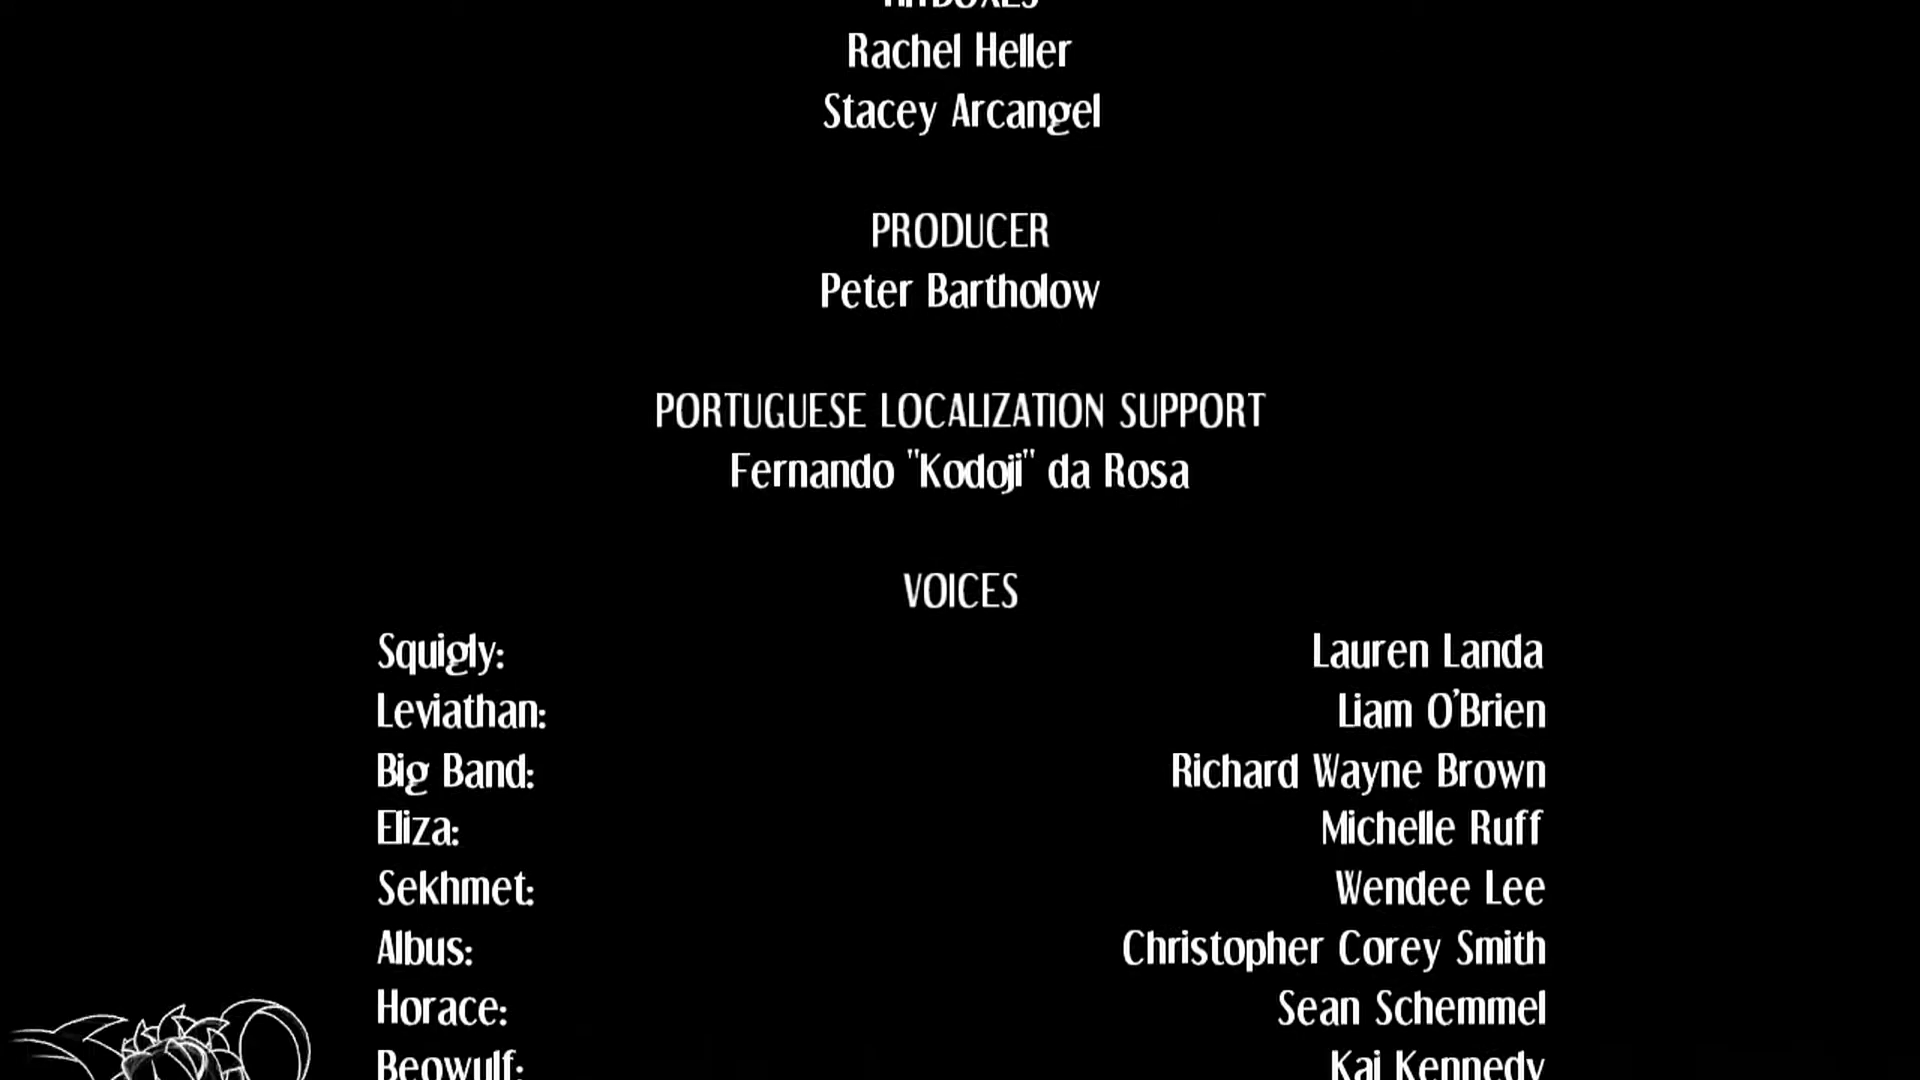 HITBOXES
Rachel Heller
Stacey Arcangel
PRODUCER
Peter Bartholow
PORTUGUESE LOCALIZATION SUPPORT
Fernando "Kodoji" da Rosa
VOICES
Squigly: Lauren Landa
Leviathan: Liam O'Brien
Big Band: Richard Wayne Brown
Eliza: Michelle Ruff
Sekhmet: Wendee Lee
Albus: Christopher Corey Smith
Horace: Sean Schemmel
Beowulf: Kai Kennedy